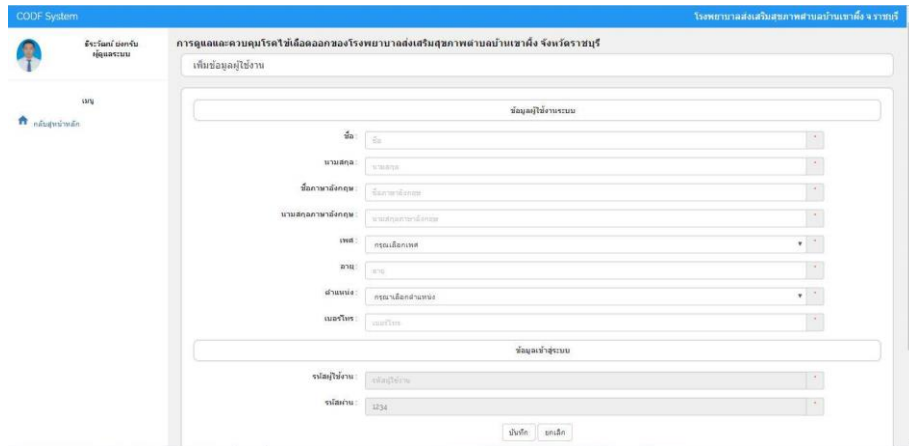 CODF System
โรงพยาบาลส่งเสริมสุขภาพตำบลบ้านเขาผึ้ง จ.ราชบุรี
ธีระวัฒน์
ผู้ดูแลระบบ
เมนู
กลับสู่หน้าหลัก
การดูแลและควบคุมโรคไข้เลือดออกของโรงพยาบาลส่งเสริมสุขภาพตำบลบ้านเขาผึ้ง จังหวัดราชบุรี
เพิ่มข้อมูลผู้ใช้งาน
ข้อมูลผู้ใช้งานระบบ
ชื่อ : ชื่อ *
นามสกุล : นามสกุล *
ชื่อภาษาอังกฤษ : ชื่อภาษาอังกฤษ *
นามสกุลภาษาอังกฤษ : นามสกุลภาษาอังกฤษ *
เพศ : กรุณาเลือกเพศ *
อายุ : อายุ *
ตำแหน่ง : กรุณาเลือกตำแหน่ง *
เบอร์โทร : เบอร์โทร *
ข้อมูลเข้าสู่ระบบ
รหัสผู้ใช้งาน : รหัสผู้ใช้งาน *
รหัสผ่าน : 1234 *
บันทึก ยกเลิก